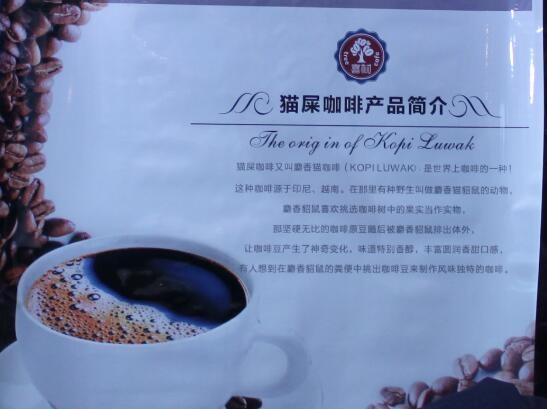 猫屎咖啡产品简介
The orig in of Kopi Luwak
猫屎咖啡又叫麝香猫咖啡（KOPI LUWAK）是世界上咖啡的一种！
这种咖啡源于印尼、越南。在那里有种野生叫做麝香猫貂鼠的动物，
麝香貂鼠喜欢挑选咖啡树中的果实当作实物，
那坚硬无比的咖啡原豆随后被麝香貂鼠排出体外，
让咖啡豆产生了神奇变化，味道特别香醇，丰富圆润香甜口感，
有人想到在麝香貂鼠的粪便中挑出咖啡豆来制作风味独特的咖啡。